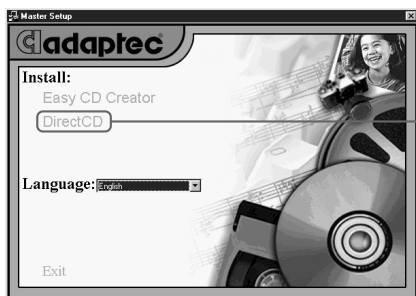 Master Setup
adaptec
Install:
Easy CD Creator
DirectCD
Language: English
Exit